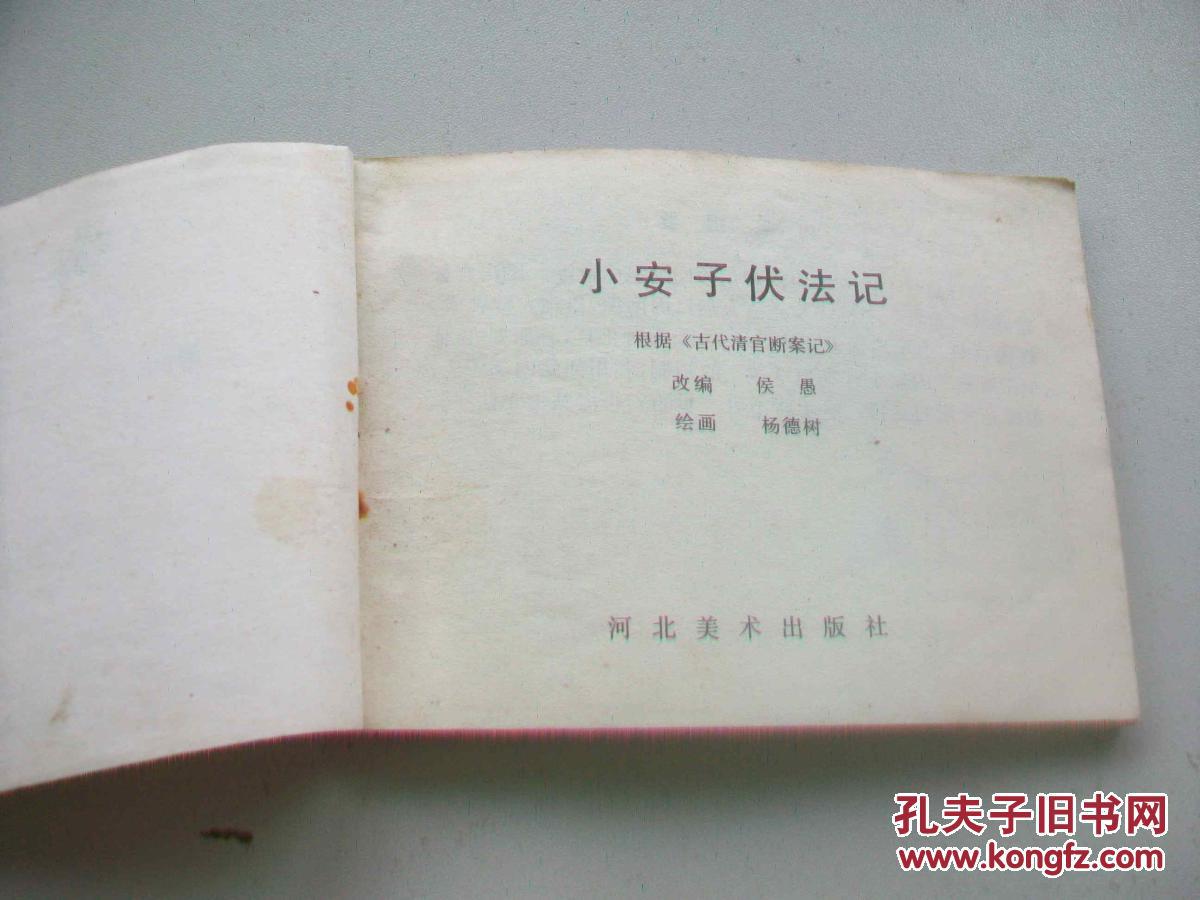 小安子伏法记
根据《古代清官断案记》
改编 侯愚
绘画 杨德树
河北美术出版社
孔夫子旧书网
www.kongfz.com